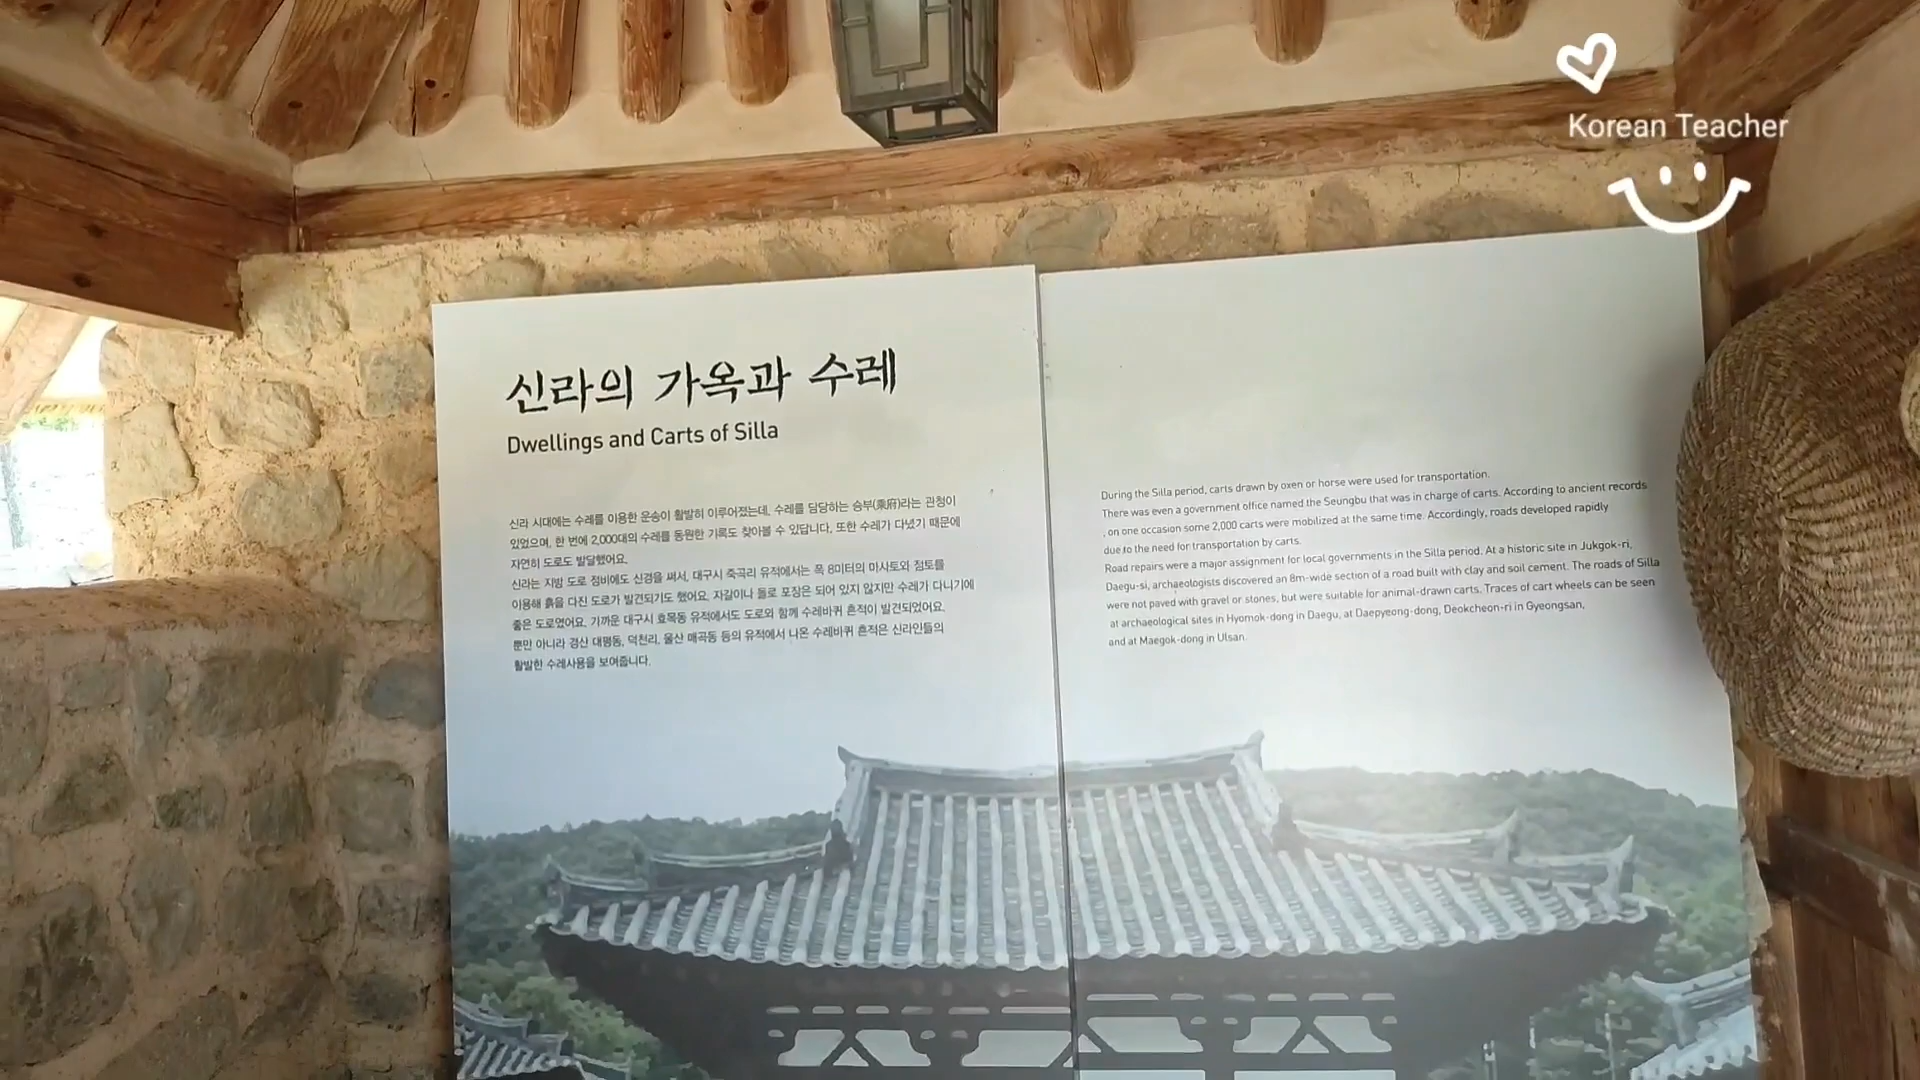 Korean Teacher
신라의 가옥과 수레
Dwellings and Carts of Silla
신라 시대에는 수레를 이용한 운송이 활발히 이루어졌는데, 수레를 담당하는 승부(乘府)라는 관청이
있었으며, 한 번에 2,000대의 수레를 동원한 기록도 찾아볼 수 있답니다. 또한 수레가 다녔기 때문에
자연히 도로도 발달했어요.
신라는 지방 도로 정비에도 신경을 써서, 대구시 죽곡리 유적에서는 폭 8미터의 마사토와 점토를
이용해 흙을 다진 도로가 발견되기도 했어요. 자갈이나 돌로 포장은 되어 있지 않지만 수레가 다니기에
좋은 도로였어요. 가까운 대구시 효목동 유적에서도 도로와 함께 수레바퀴 흔적이 발견되었어요.
뿐만 아니라 경산 대평동, 덕천리, 울산 매곡동 등의 유적에서 나온 수레바퀴 흔적은 신라인들의
활발한 수레사용을 보여줍니다.
During the Silla period, carts drawn by oxen or horse were used for transportation.
There was even a government office named the Seungbu that was in charge of carts. According to ancient records
, on one occasion some 2,000 carts were mobilized at the same time. Accordingly, roads developed rapidly
due to the need for transportation by carts.
Road repairs were a major assignment for local governments in the Silla period. At a historic site in Jukgok-ri,
Daegu-si, archaeologists discovered an 8m-wide section of a road built with clay and soil cement. The roads of Silla
were not paved with gravel or stones, but were suitable for animal-drawn carts. Traces of cart wheels can be seen
at archaeological sites in Hyomok-dong in Daegu, at Daepyeong-dong, Deokcheon-ri in Gyeongsan,
and at Maegok-dong in Ulsan.